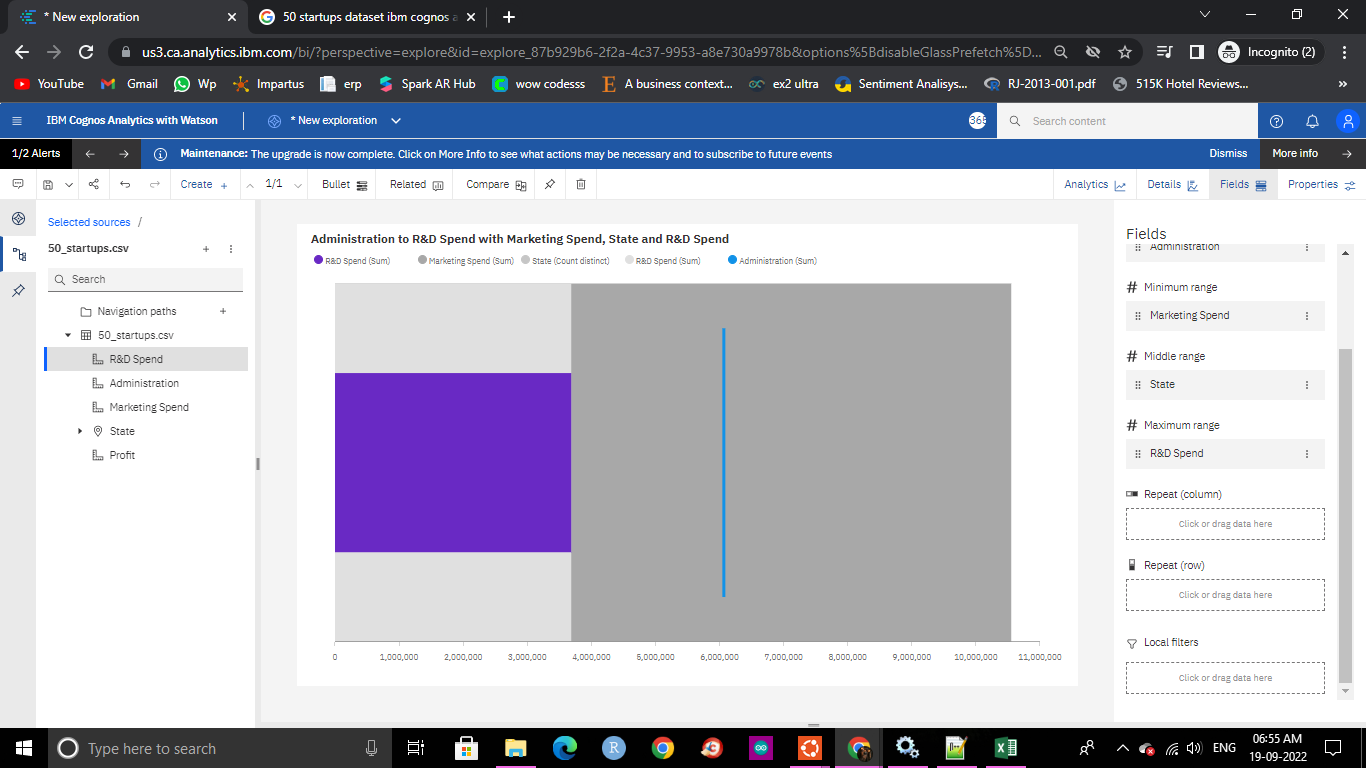 * New exploration
50 startups dataset ibm cognos a
us3.ca.analytics.ibm.com/bi/?perspective=explore&id=explore_87b929b6-2f2a-4c37-9953-a8e730a9978b&options%5BdisableGlassPrefetch%5D...
Incognito (2)
YouTube Gmail Wp Impartus erp Spark AR Hub wow codesss A business context... ex2 ultra Sentiment Analisys... RJ-2013-001.pdf 515K Hotel Reviews... »
IBM Cognos Analytics with Watson
* New exploration
365
Search content
1/2 Alerts
Maintenance: The upgrade is now complete. Click on More Info to see what actions may be necessary and to subscribe to future events
Dismiss
More info
Create + 1/1 Bullet Related Compare Analytics Details Fields Properties
Selected sources /
50_startups.csv
Search
Navigation paths
50_startups.csv
R&D Spend
Administration
Marketing Spend
State
Profit
Administration to R&D Spend with Marketing Spend, State and R&D Spend
R&D Spend (Sum) Marketing Spend (Sum) State (Count distinct) R&D Spend (Sum) Administration (Sum)
0 1,000,000 2,000,000 3,000,000 4,000,000 5,000,000 6,000,000 7,000,000 8,000,000 9,000,000 10,000,000 11,000,000
Fields
Administration
# Minimum range
Marketing Spend
# Middle range
State
# Maximum range
R&D Spend
Repeat (column)
Click or drag data here
Repeat (row)
Click or drag data here
Local filters
Click or drag data here
Type here to search
R
ENG
06:55 AM
19-09-2022